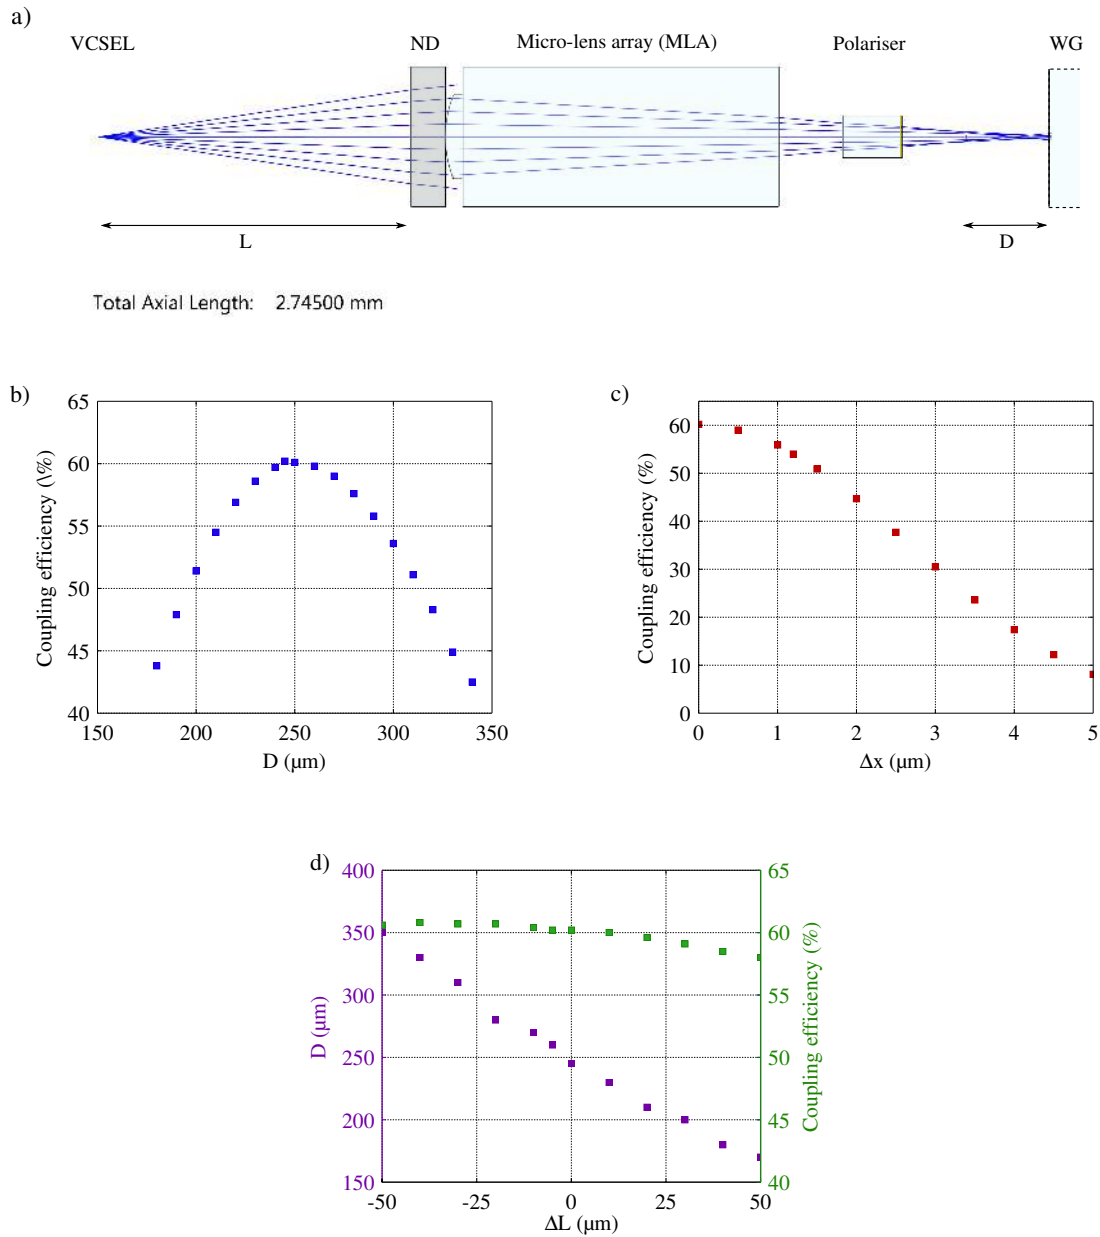 a)
VCSEL ND Micro-lens array (MLA) Polariser WG
L D
Total Axial Length: 2.74500 mm
b)
65
60
55
50
45
40
150 200 250 300 350
Coupling efficiency (\%)
D (μm)
c)
60
50
40
30
20
10
0
0 1 2 3 4 5
Coupling efficiency (%)
Δx (μm)
d)
400
350
300
250
200
150
D (μm)
65
60
55
50
45
40
Coupling efficiency (%)
-50 -25 0 25 50
ΔL (μm)